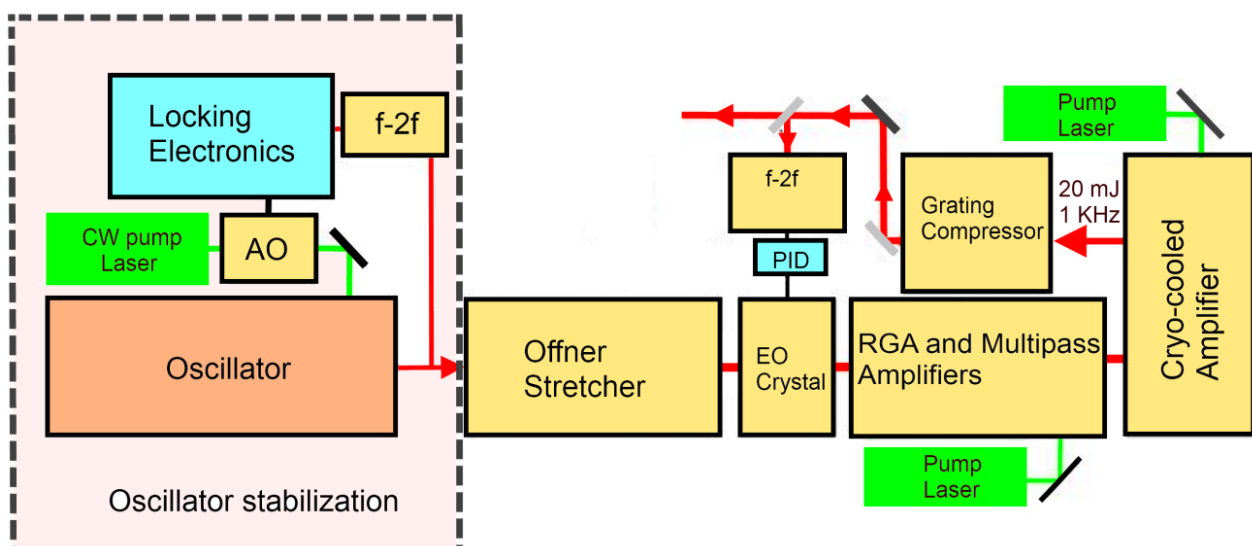 Locking
Electronics
f-2f
CW pump
Laser
AO
Oscillator
Oscillator stabilization
Offner
Stretcher
f-2f
PID
EO
Crystal
Grating
Compressor
RGA and Multipass
Amplifiers
Pump
Laser
20 mJ
1 KHz
Pump
Laser
Cryo-cooled
Amplifier